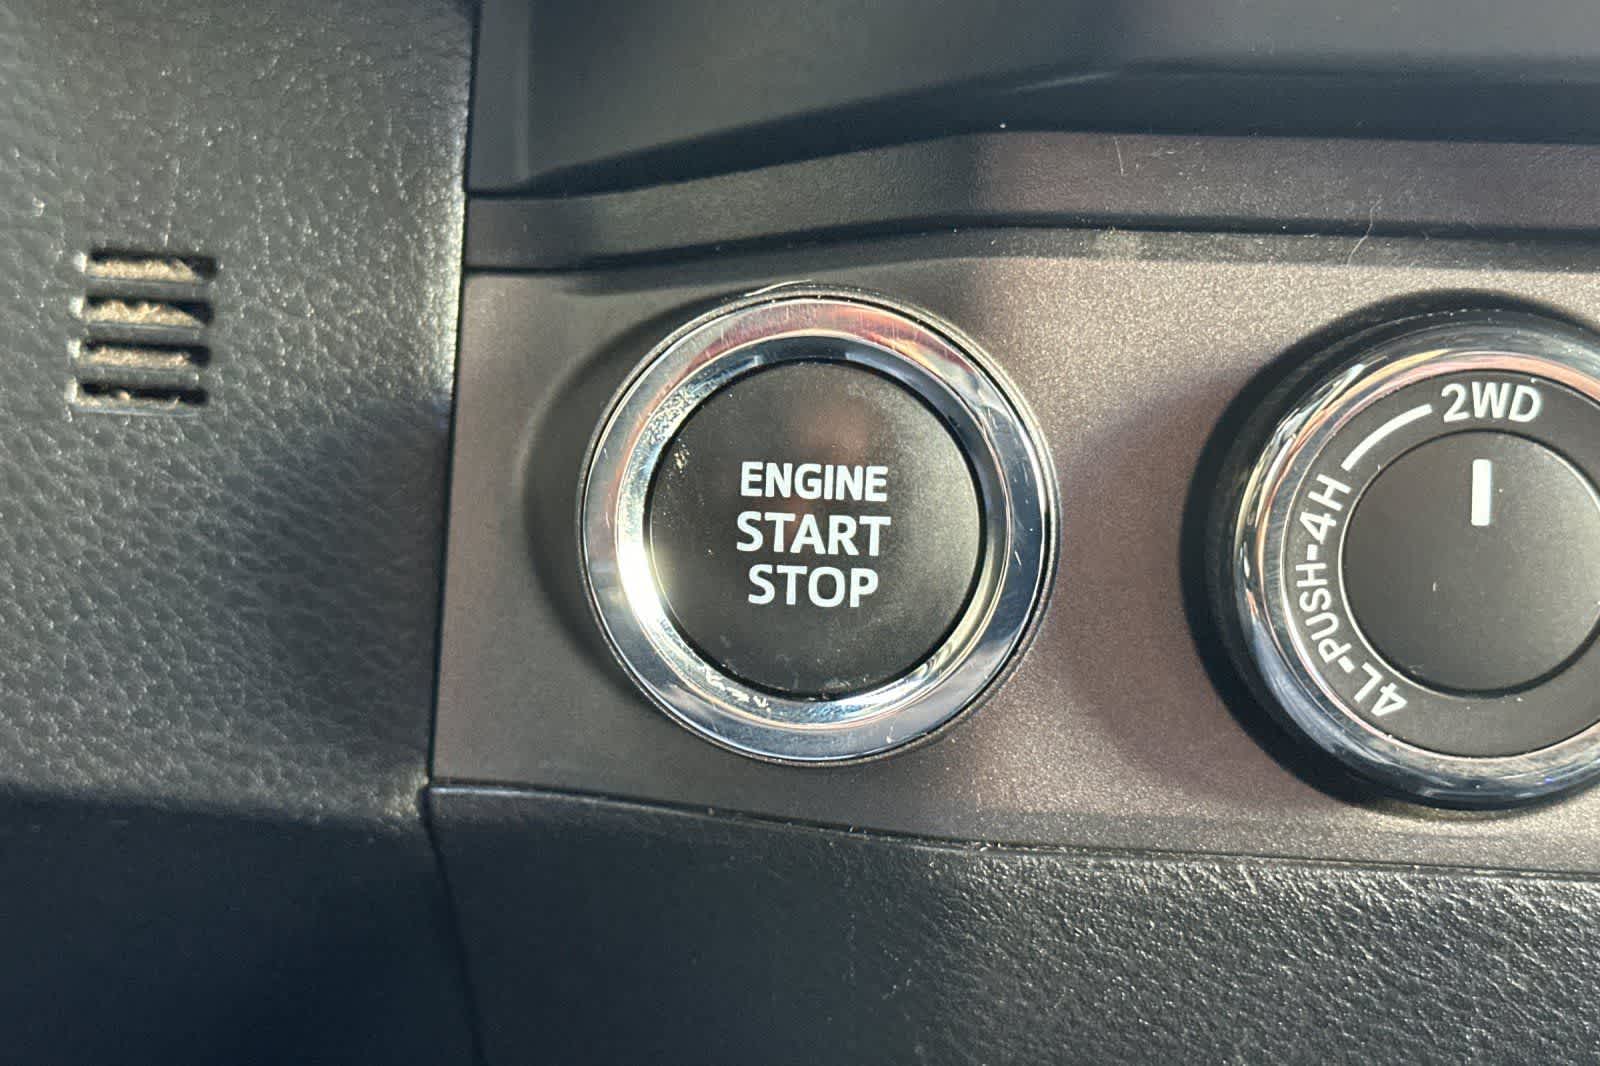 ENGINE
START
STOP
2WD
4L-PUSH-4H